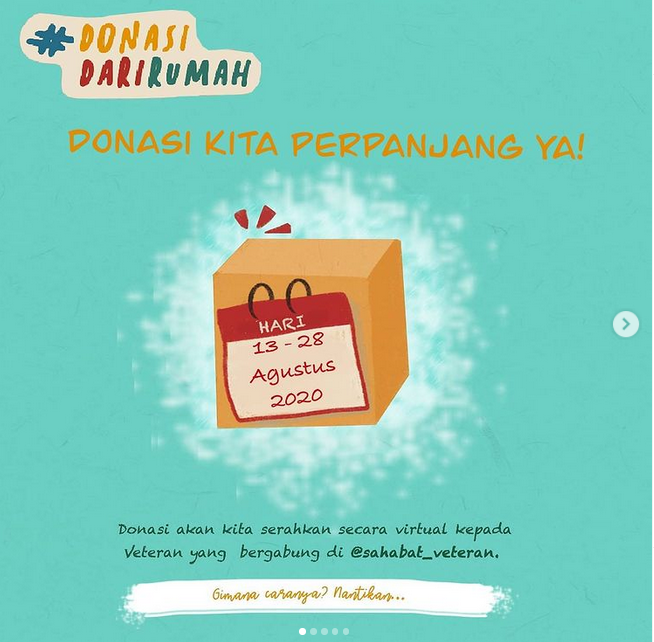 #DONASI
DARIRUMAH
DONASI KITA PERPANJANG YA!
HARI
13 - 28
Agustus
2020
Donasi akan kita serahkan secara virtual kepada
Veteran yang bergabung di @sahabat_veteran.
Gimana caranya? Nantikan...